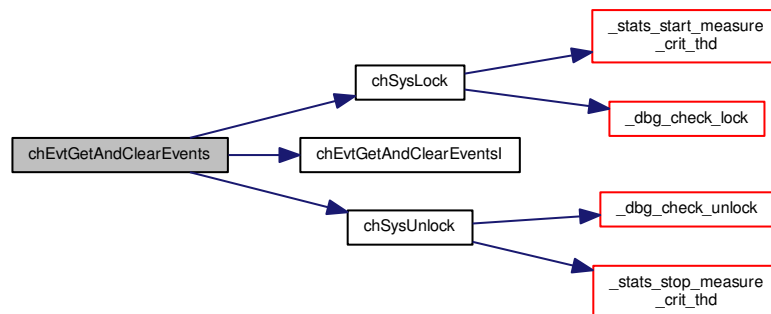 _stats_start_measure
_crit_thd
chSysLock
_dbg_check_lock
chEvtGetAndClearEvents
chEvtGetAndClearEventsI
_dbg_check_unlock
chSysUnlock
_stats_stop_measure
_crit_thd